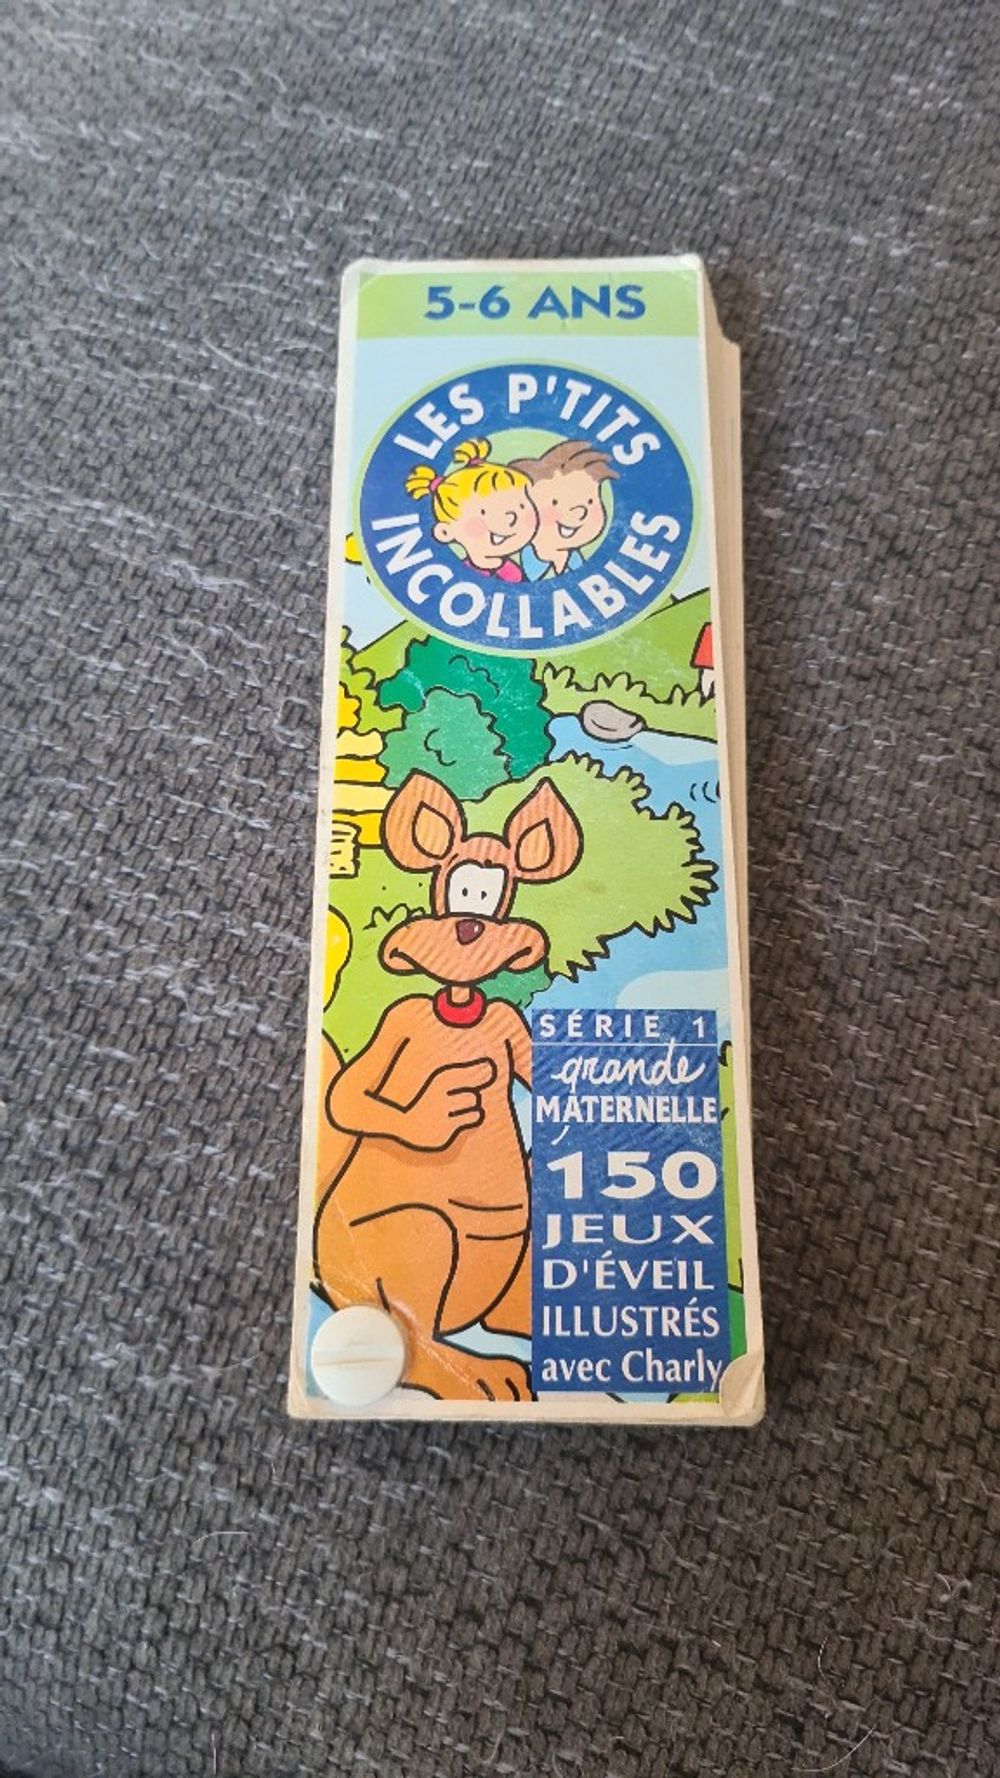 5-6 ANS
LES P'TITS
INCOLLABLES
SÉRIE 1
grande
MATERNELLE
150
JEUX
D'ÉVEIL
ILLUSTRÉS
avec Charly